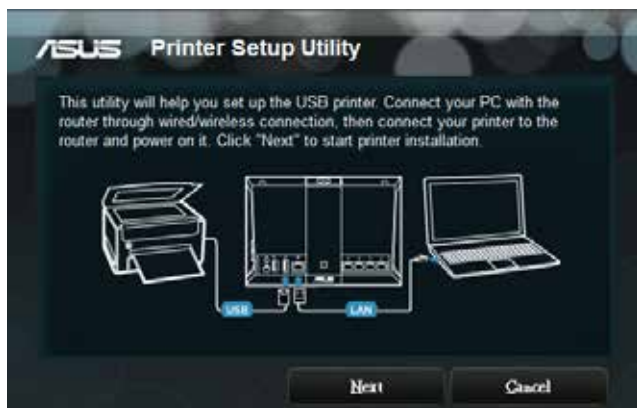 ASUS Printer Setup Utility
This utility will help you set up the USB printer. Connect your PC with the
router through wired/wireless connection, then connect your printer to the
router and power on it. Click "Next" to start printer installation.
USB LAN
Next Cancel